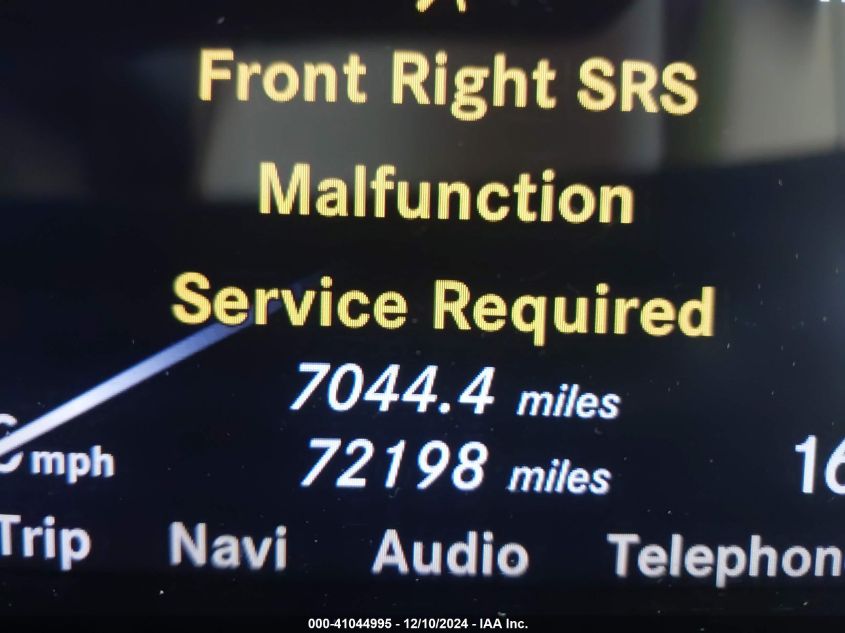 Front Right SRS
Malfunction
Service Required
7044.4 miles
mph
72198 miles
Trip Navi Audio
000-41044995 - 12/10/2024 - IAA Inc.